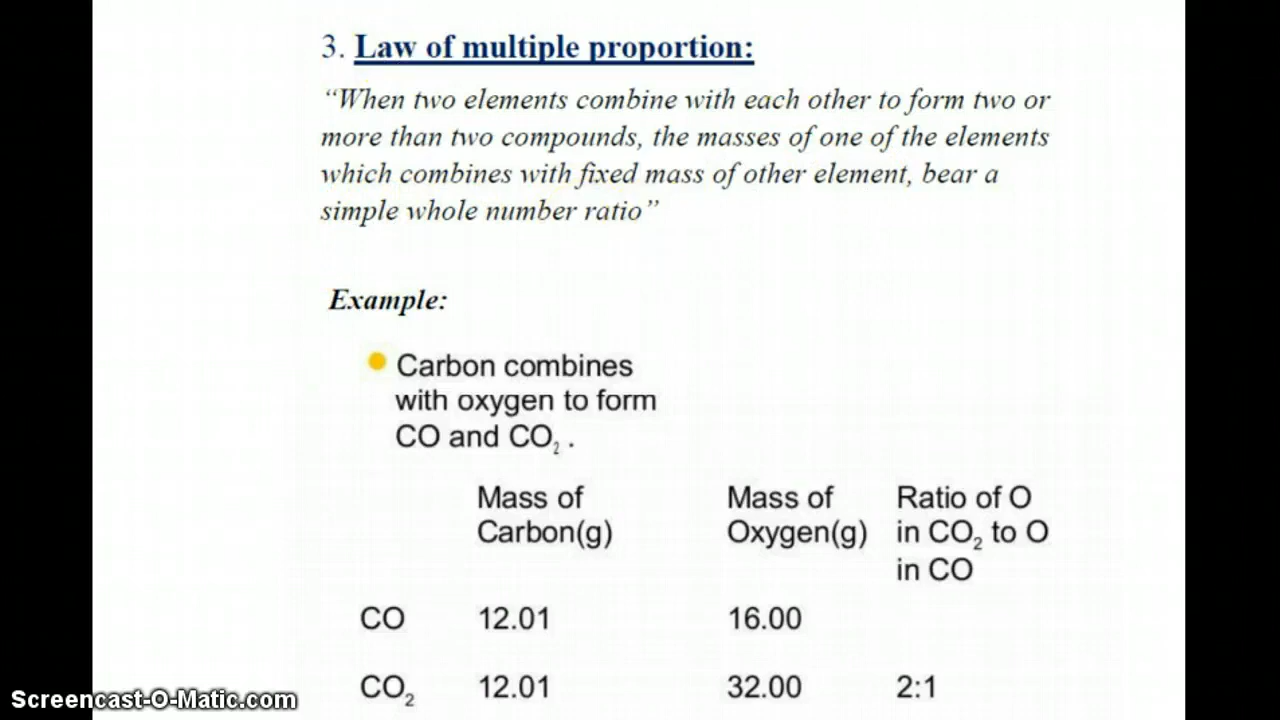 3. Law of multiple proportion:
“When two elements combine with each other to form two or
more than two compounds, the masses of one of the elements
which combines with fixed mass of other element, bear a
simple whole number ratio”
Example:
Carbon combines
with oxygen to form
CO and CO₂ .
Mass of Mass of Ratio of O
Carbon(g) Oxygen(g) in CO₂ to O
in CO
CO 12.01 16.00
CO₂ 12.01 32.00 2:1
Screencast-O-Matic.com